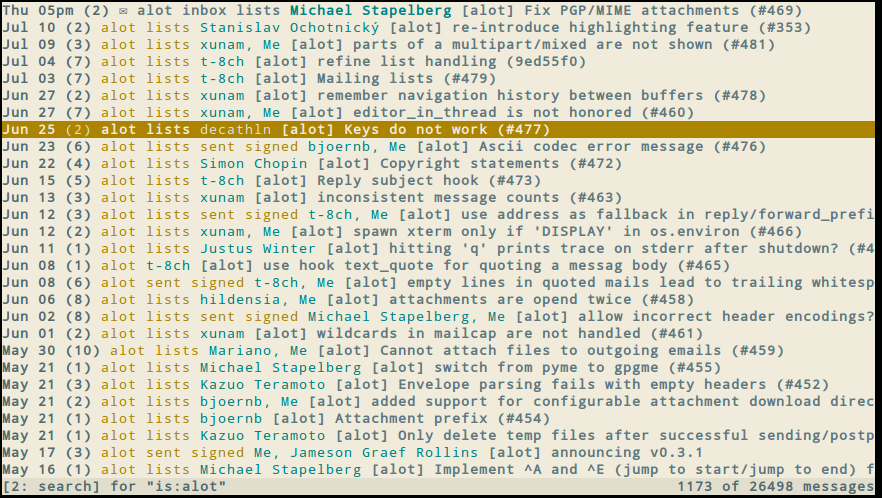 Thu 05pm (2) ✉ alot inbox lists Michael Stapelberg [alot] Fix PGP/MIME attachments (#469)
Jul 10 (2) alot lists Stanislav Ochotnický [alot] re-introduce highlighting feature (#353)
Jul 09 (3) alot lists xunam, Me [alot] parts of a multipart/mixed are not shown (#481)
Jul 04 (7) alot lists t-8ch [alot] refine list handling (9ed55f0)
Jul 03 (7) alot lists t-8ch [alot] Mailing lists (#479)
Jun 27 (2) alot lists xunam [alot] remember navigation history between buffers (#478)
Jun 27 (7) alot lists xunam, Me [alot] editor_in_thread is not honored (#460)
Jun 25 (2) alot lists decathln [alot] Keys do not work (#477)
Jun 23 (6) alot lists sent signed bjoernb, Me [alot] Ascii codec error message (#476)
Jun 22 (4) alot lists Simon Chopin [alot] Copyright statements (#472)
Jun 15 (5) alot lists t-8ch [alot] Reply subject hook (#473)
Jun 13 (3) alot lists xunam [alot] inconsistent message counts (#463)
Jun 12 (3) alot lists sent signed t-8ch, Me [alot] use address as fallback in reply/forward_prefi
Jun 12 (2) alot lists xunam, Me [alot] spawn xterm only if 'DISPLAY' in os.environ (#466)
Jun 11 (1) alot lists Justus Winter [alot] hitting 'q' prints trace on stderr after shutdown? (#4
Jun 08 (1) alot t-8ch [alot] use hook text_quote for quoting a messag body (#465)
Jun 08 (6) alot sent signed t-8ch, Me [alot] empty lines in quoted mails lead to trailing whitesp
Jun 06 (8) alot lists hildensia, Me [alot] attachments are opend twice (#458)
Jun 02 (8) alot lists sent signed Michael Stapelberg, Me [alot] allow incorrect header encodings?
Jun 01 (2) alot lists xunam [alot] wildcards in mailcap are not handled (#461)
May 30 (10) alot lists Mariano, Me [alot] Cannot attach files to outgoing emails (#459)
May 21 (1) alot lists Michael Stapelberg [alot] switch from pyme to gpgme (#455)
May 21 (3) alot lists Kazuo Teramoto [alot] Envelope parsing fails with empty headers (#452)
May 21 (2) alot lists bjoernb, Me [alot] added support for configurable attachment download direc
May 21 (1) alot lists bjoernb [alot] Attachment prefix (#454)
May 21 (1) alot lists Kazuo Teramoto [alot] Only delete temp files after successful sending/postp
May 17 (3) alot sent signed Me, Jameson Graef Rollins [alot] announcing v0.3.1
May 16 (1) alot lists Michael Stapelberg [alot] Implement ^A and ^E (jump to start/jump to end) f
[2: search] for "is:alot" 1173 of 26498 messages